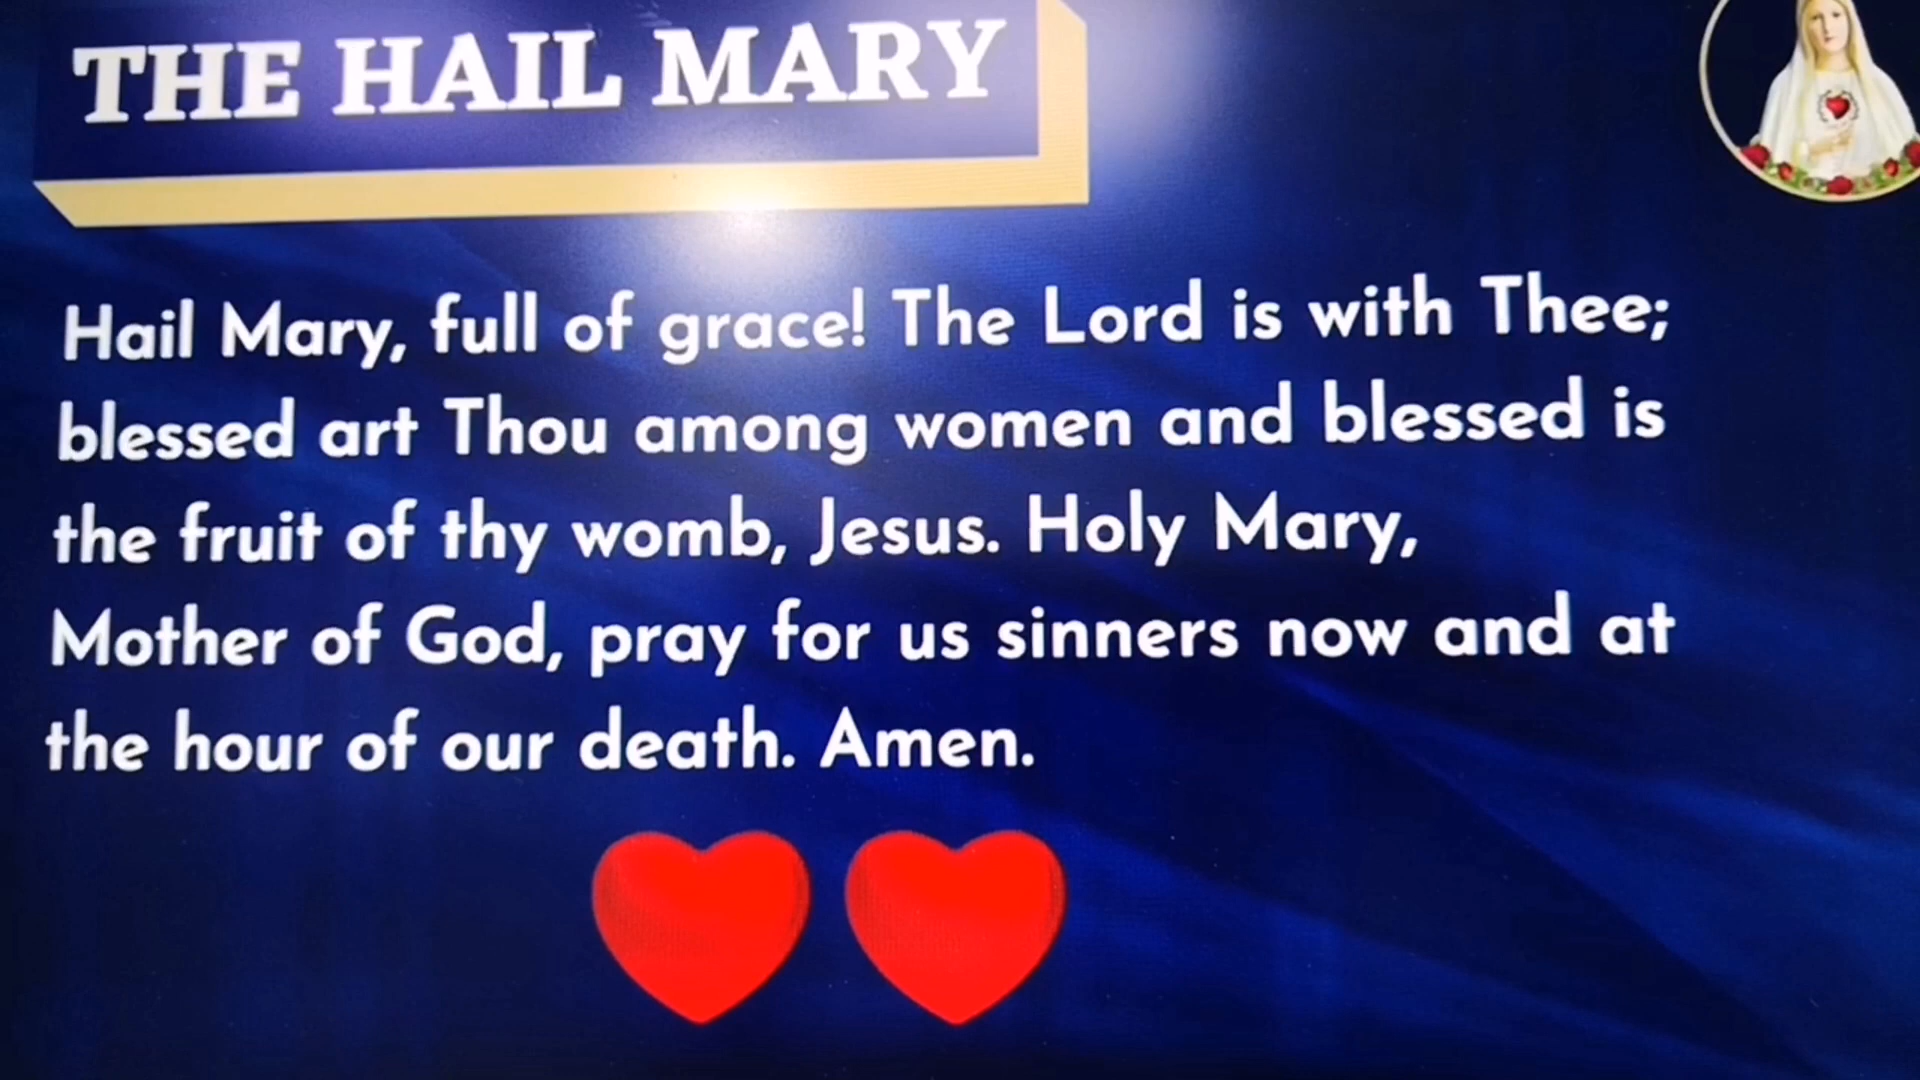 THE HAIL MARY
Hail Mary, full of grace! The Lord is with Thee;
blessed art Thou among women and blessed is
the fruit of thy womb, Jesus. Holy Mary,
Mother of God, pray for us sinners now and at
the hour of our death. Amen.